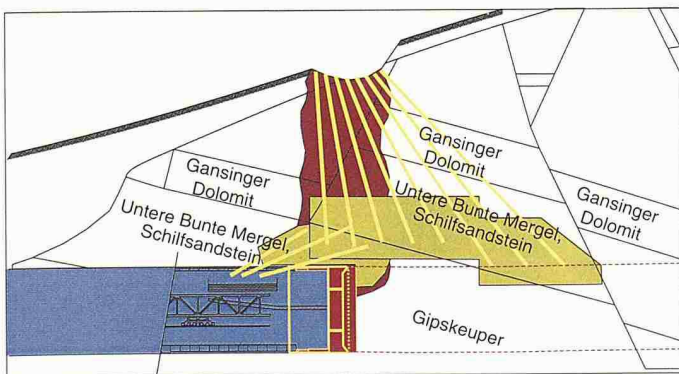 Gansinger
Dolomit
Gansinger
Dolomit
Untere Bunte Mergel,
Schilfsandstein
Untere Bunte Mergel,
Schilfsandstein
Gansinger
Dolomit
Gipskeuper